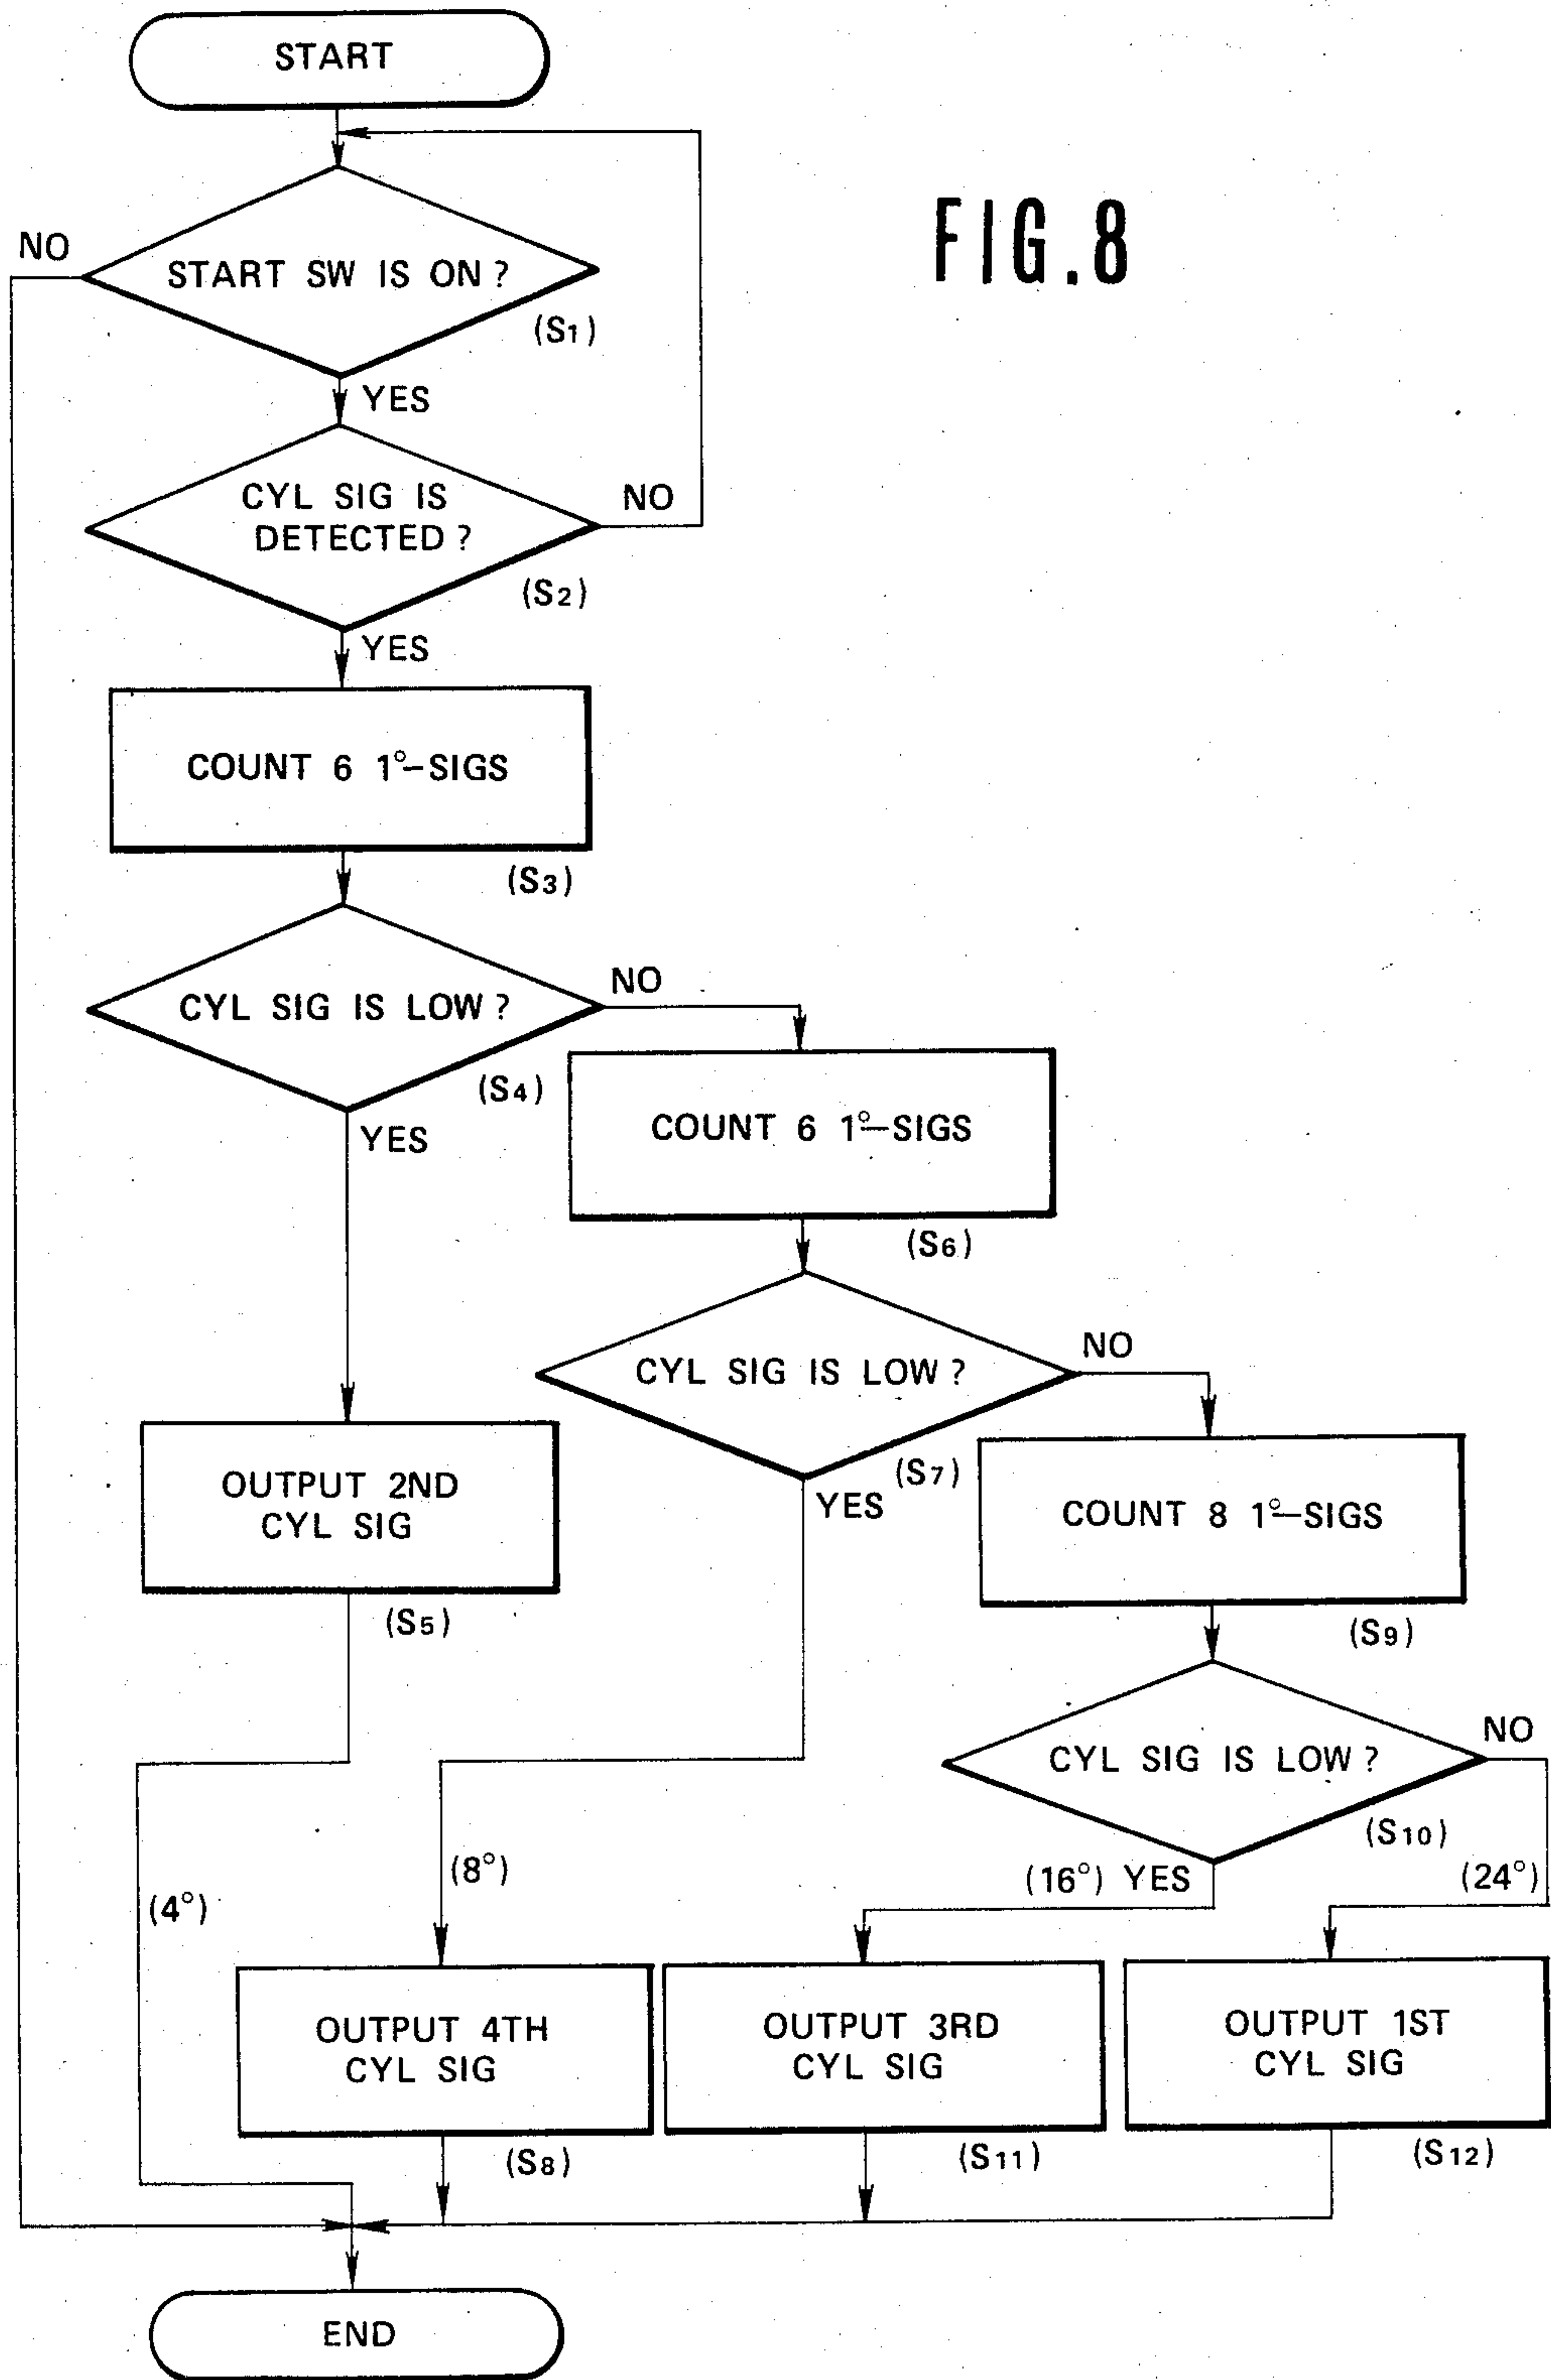 START
FIG.8
NO
START SW IS ON ?
(S1)
YES
CYL SIG IS
DETECTED ?
NO
(S2)
YES
COUNT 6 1°-SIGS
(S3)
CYL SIG IS LOW ?
NO
(S4)
YES
COUNT 6 1°-SIGS
(S6)
CYL SIG IS LOW ?
NO
(S7)
YES
OUTPUT 2ND
CYL SIG
(S5)
COUNT 8 1°-SIGS
(S9)
CYL SIG IS LOW ?
NO
(S10)
(4°)
(8°)
(16°) YES
(24°)
OUTPUT 4TH
CYL SIG
(S8)
OUTPUT 3RD
CYL SIG
(S11)
OUTPUT 1ST
CYL SIG
(S12)
END